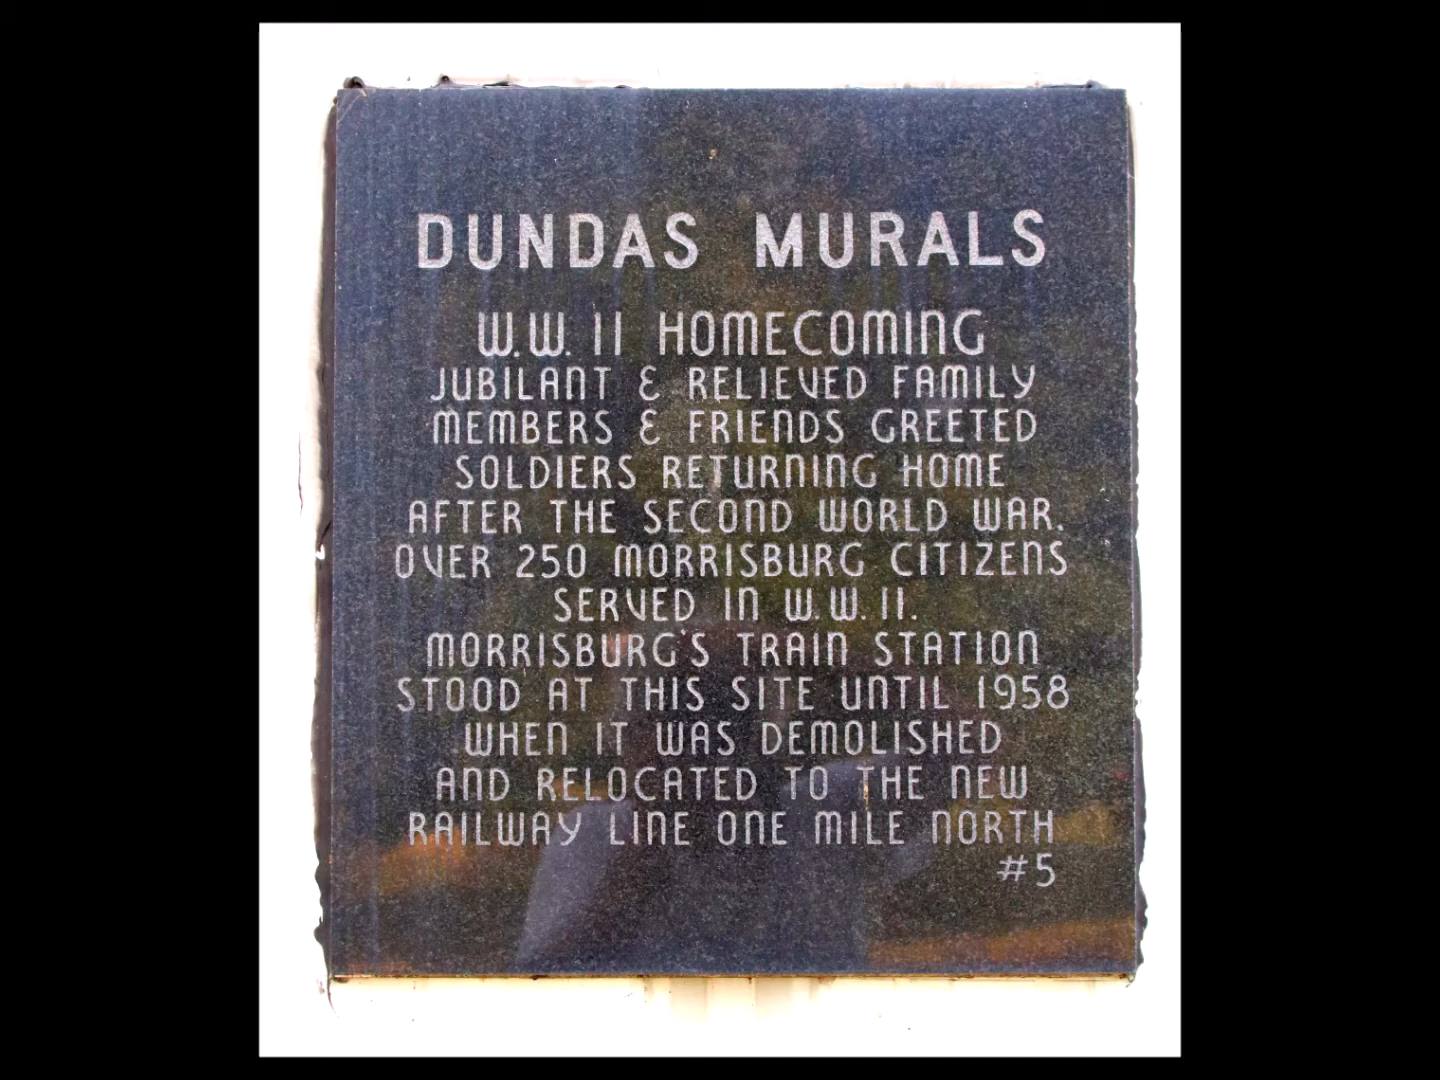 DUNDAS MURALS
W.W. II HOMECOMING
JUBILANT & RELIEVED FAMILY
MEMBERS & FRIENDS GREETED
SOLDIERS RETURNING HOME
AFTER THE SECOND WORLD WAR.
OVER 250 MORRISBURG CITIZENS
SERVED IN W.W. II.
MORRISBURG'S TRAIN STATION
STOOD AT THIS SITE UNTIL 1958
WHEN IT WAS DEMOLISHED
AND RELOCATED TO THE NEW
RAILWAY LINE ONE MILE NORTH
#5